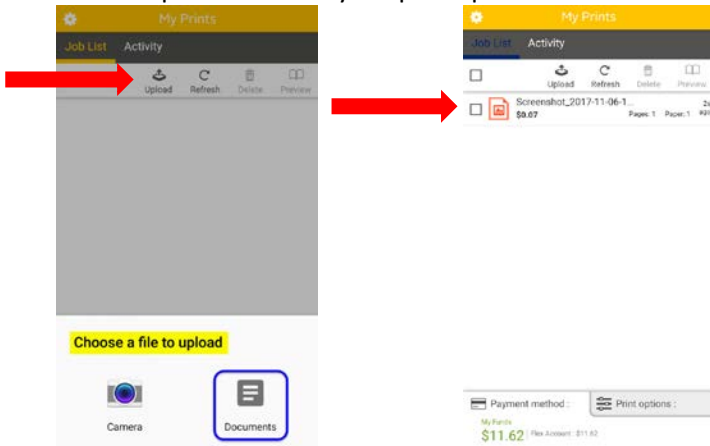 My Prints
Job List Activity
Upload Refresh Delete Preview
Choose a file to upload
Camera Documents
My Prints
Job List Activity
Upload Refresh Delete Preview
Screenshot_2017-11-06-1...
$0.07 Pages: 1 Paper: 1
Payment method : Print options :
My Funds
$11.62 Flex Account : $11.62